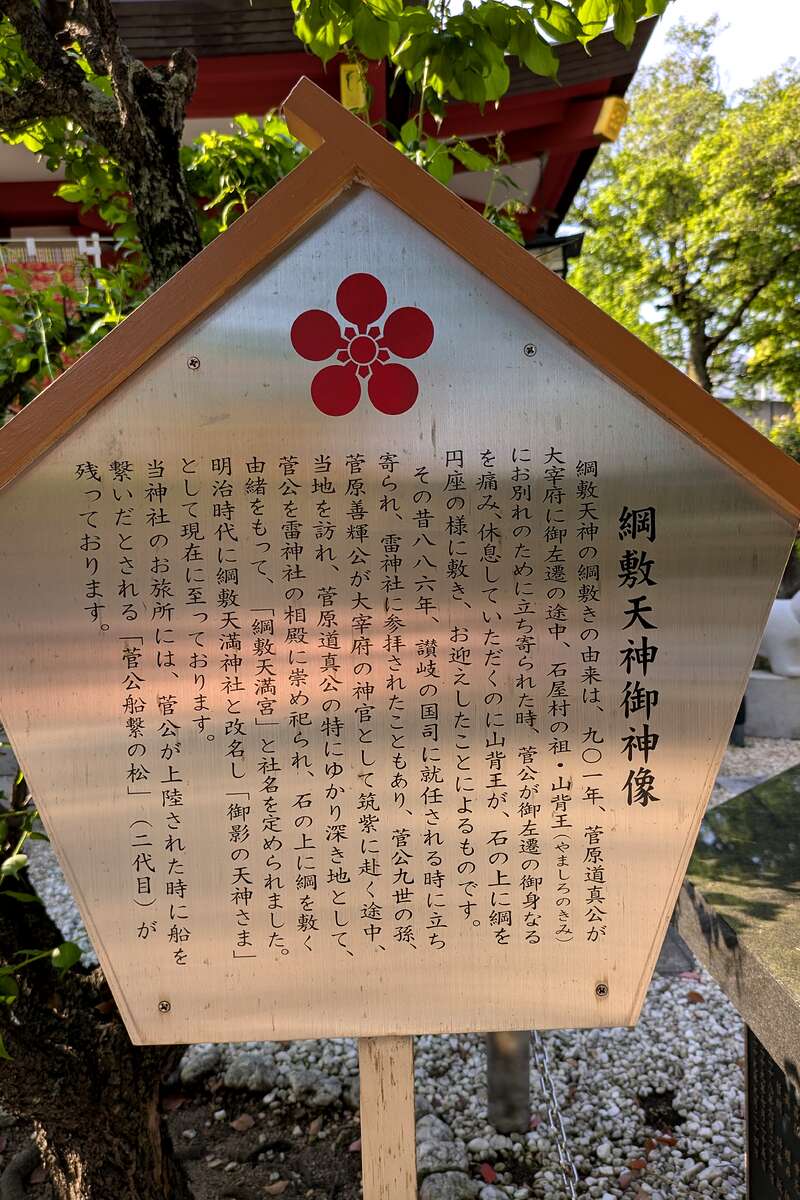 綱敷天神御神像
綱敷天神の綱敷きの由来は、九〇一年、菅原道真公が
大宰府に御左遷の途中、石屋村の祖・山背王(やましろのきみ)
にお別れのために立ち寄られた時、菅公が御左遷の御身なる
を痛み、休息していただくのに山背王が、石の上に綱を
円座の様に敷き、お迎えしたことによるものです。
その昔八八六年、讃岐の国司に就任される時に立ち
寄られ、雷神社に参拝されたこともあり、菅公九世の孫、
菅原善輝公が大宰府の神官として筑紫に赴く途中、
当地を訪れ、菅原道真公の特にゆかり深き地として、
菅公を雷神社の相殿に崇め祀られ、石の上に綱を敷く
由緒をもって、「綱敷天満宮」と社名を定められました。
明治時代に綱敷天満神社と改名し「御影の天神さま」
として現在に至っております。
当神社のお旅所には、菅公が上陸された時に船を
繋いだとされる「菅公船繋の松」(二代目)が
残っております。